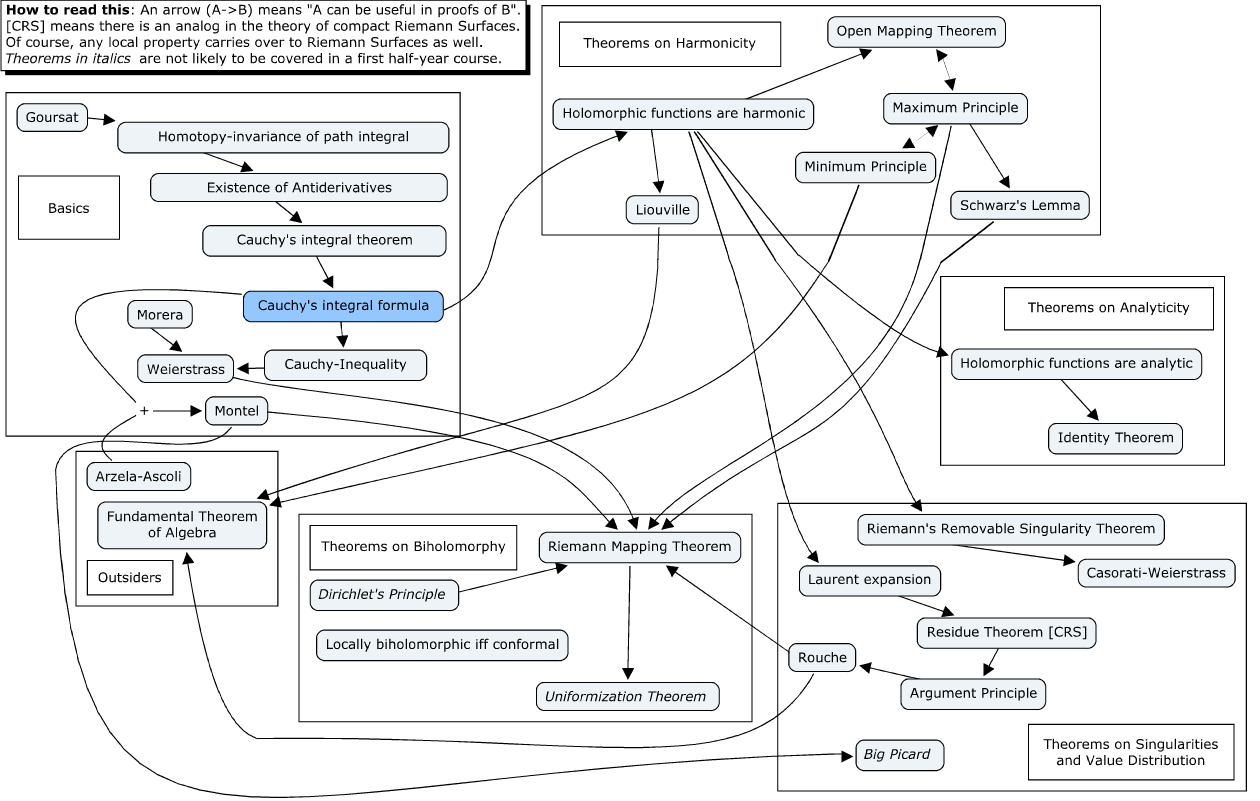 How to read this: An arrow (A->B) means "A can be useful in proofs of B".
[CRS] means there is an analog in the theory of compact Riemann Surfaces.
Of course, any local property carries over to Riemann Surfaces as well.
Theorems in italics are not likely to be covered in a first half-year course.
Theorems on Harmonicity
Open Mapping Theorem
Holomorphic functions are harmonic
Maximum Principle
Minimum Principle
Liouville
Schwarz's Lemma
Goursat
Homotopy-invariance of path integral
Basics
Existence of Antiderivatives
Cauchy's integral theorem
Cauchy's integral formula
Morera
Weierstrass
Cauchy-Inequality
+
Montel
Theorems on Analyticity
Holomorphic functions are analytic
Identity Theorem
Arzela-Ascoli
Fundamental Theorem
of Algebra
Outsiders
Theorems on Biholomorphy
Riemann Mapping Theorem
Dirichlet's Principle
Locally biholomorphic iff conformal
Uniformization Theorem
Riemann's Removable Singularity Theorem
Casorati-Weierstrass
Laurent expansion
Residue Theorem [CRS]
Rouche
Argument Principle
Big Picard
Theorems on Singularities
and Value Distribution